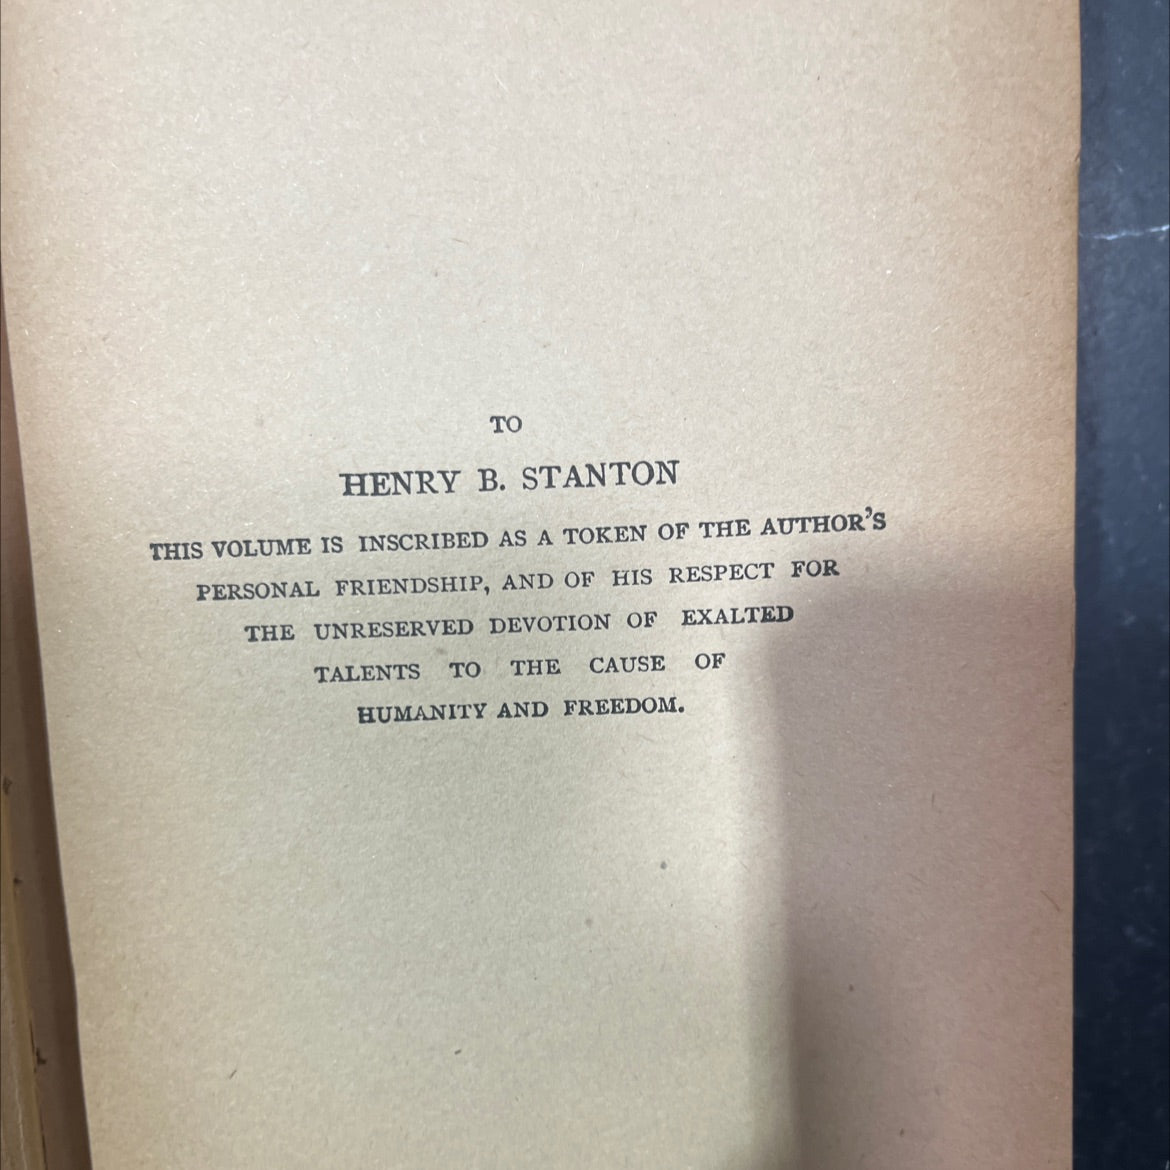 TO
HENRY B. STANTON
THIS VOLUME IS INSCRIBED AS A TOKEN OF THE AUTHOR'S
PERSONAL FRIENDSHIP, AND OF HIS RESPECT FOR
THE UNRESERVED DEVOTION OF EXALTED
TALENTS TO THE CAUSE OF
HUMANITY AND FREEDOM.